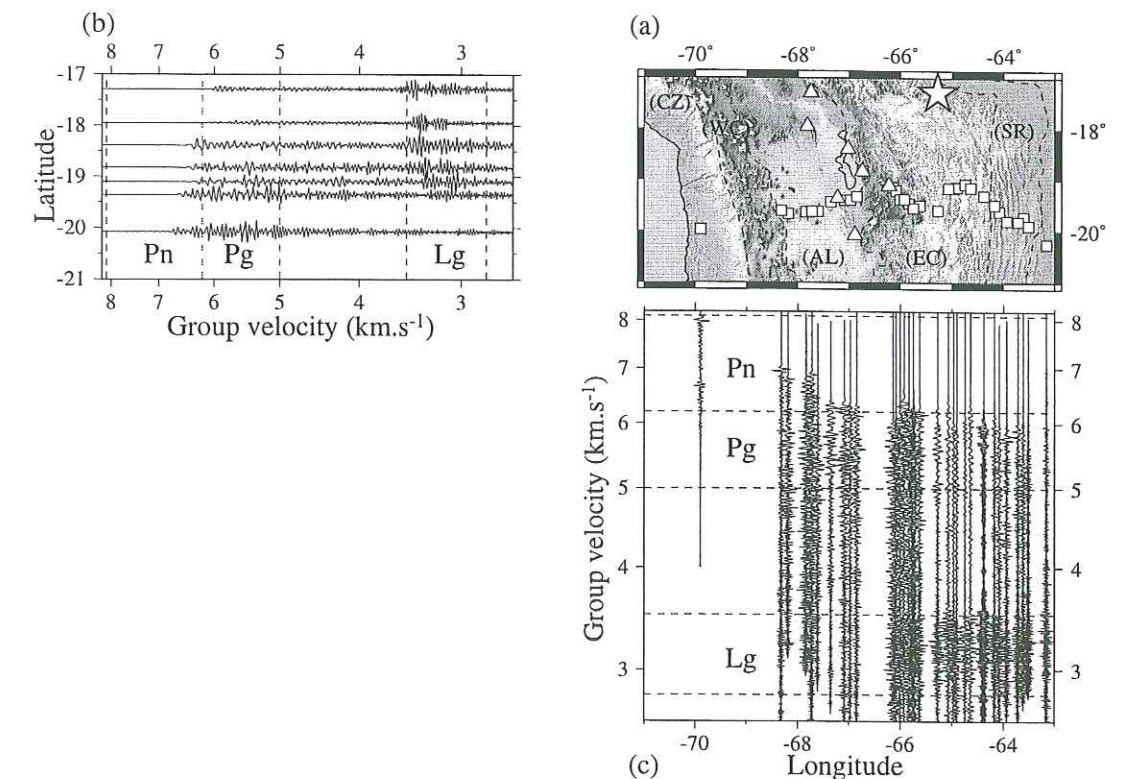 (b)
8 7 6 5 4 3
-17
-18
-19
-20
-21
Latitude
Pn Pg Lg
8 7 6 5 4 3
Group velocity (km.s-1)
(a)
-70° -68° -66° -64°
(CZ)
(WC)
(SR)
-18°
-20°
(AL) (EC)
8 8
7 7
6 6
5 5
4 4
3 3
Pn
Pg
Lg
Group velocity (km.s-1)
-70 -68 -66 -64
(c) Longitude